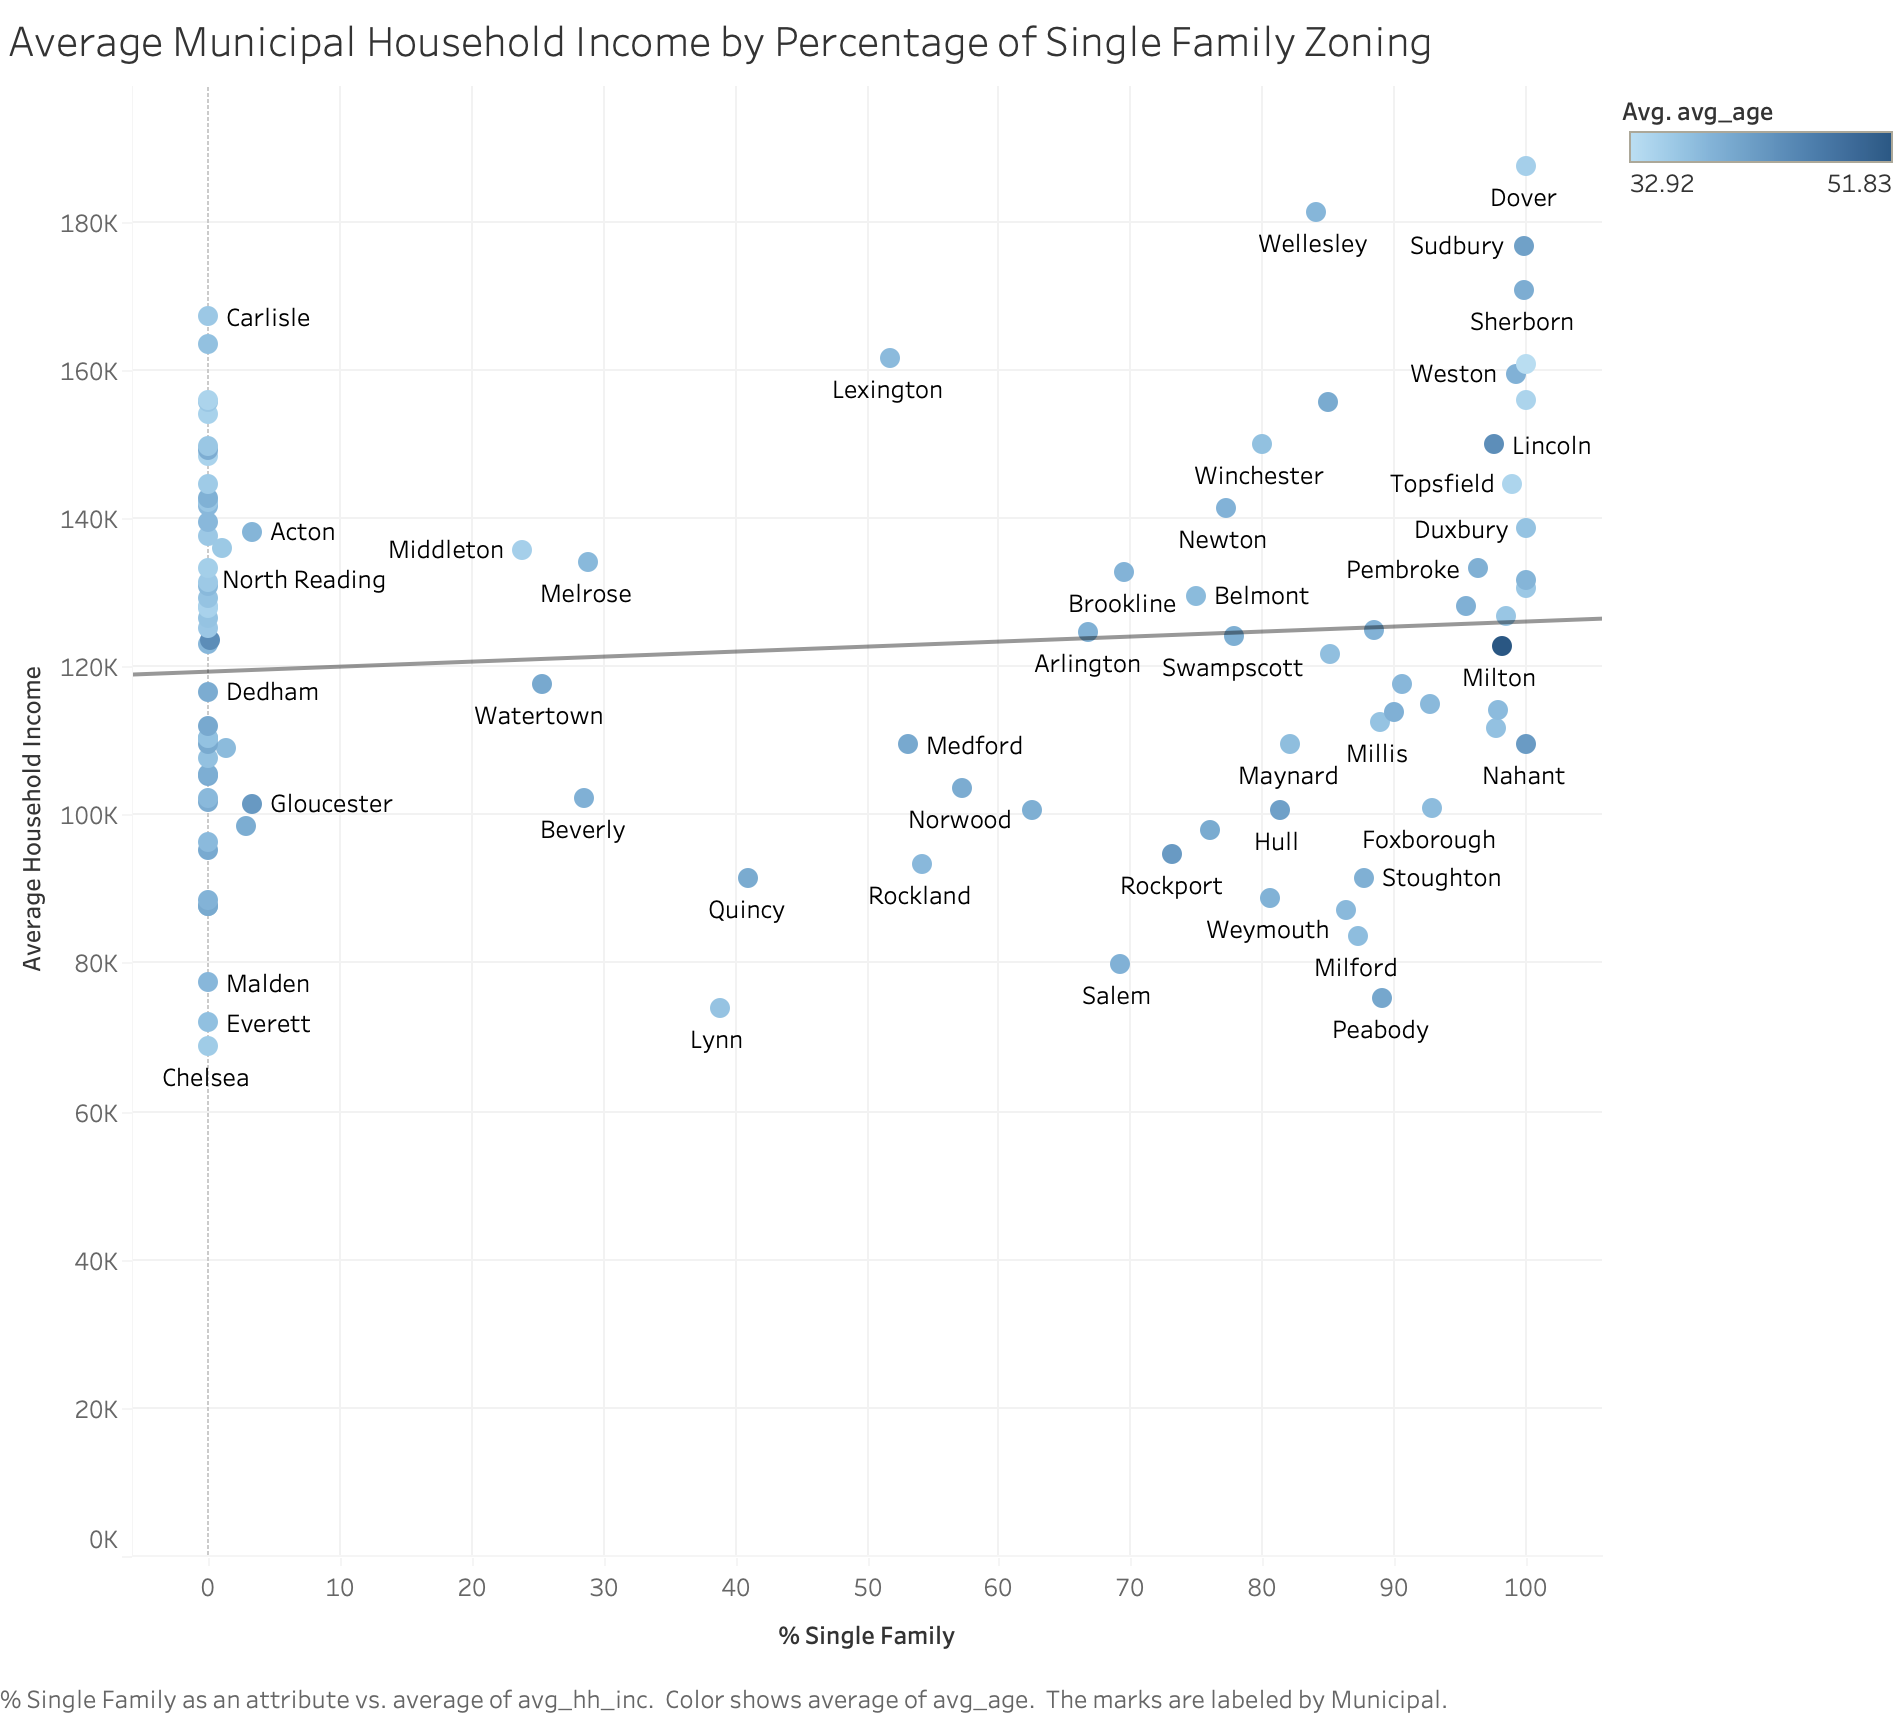 Average Municipal Household Income by Percentage of Single Family Zoning
Avg. avg_age
32.92 51.83
Dover
180K
Wellesley
Sudbury
Sherborn
Carlisle
160K
Weston
Lexington
Lincoln
Winchester
Topsfield
140K
Acton
Duxbury
Newton
Middleton
Pembroke
North Reading
Melrose
Belmont
Brookline
120K
Arlington
Swampscott
Milton
Dedham
Watertown
Medford
Millis
Maynard
Nahant
Gloucester
100K
Norwood
Beverly
Hull
Foxborough
Stoughton
Rockport
Rockland
Quincy
Weymouth
80K
Milford
Malden
Salem
Everett
Peabody
Lynn
Chelsea
60K
40K
20K
0K
Average Household Income
0 10 20 30 40 50 60 70 80 90 100
% Single Family
% Single Family as an attribute vs. average of avg_hh_inc.  Color shows average of avg_age.  The marks are labeled by Municipal.